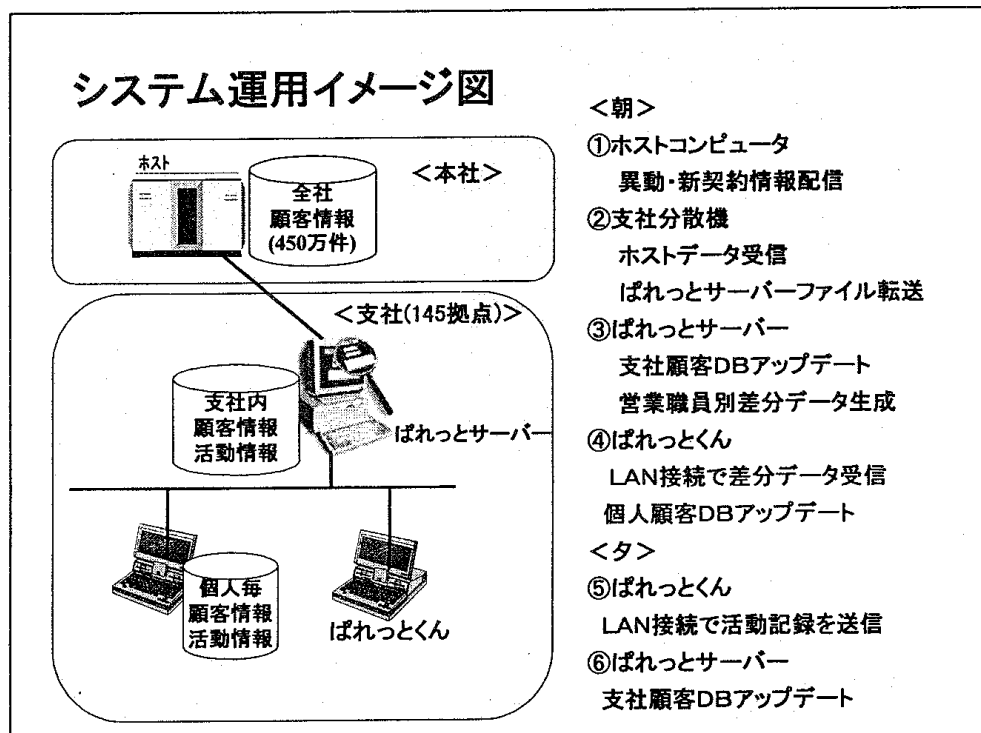 システム運用イメージ図
ホスト
全社
顧客情報
(450万件)
<本社>
<支社(145拠点)>
支社内
顧客情報
活動情報
ぱれっとサーバー
個人毎
顧客情報
活動情報
ぱれっとくん
<朝>
①ホストコンピュータ
異動・新契約情報配信
②支社分散機
ホストデータ受信
ぱれっとサーバーファイル転送
③ぱれっとサーバー
支社顧客DBアップデート
営業職員別差分データ生成
④ぱれっとくん
LAN接続で差分データ受信
個人顧客DBアップデート
<夕>
⑤ぱれっとくん
LAN接続で活動記録を送信
⑥ぱれっとサーバー
支社顧客DBアップデート